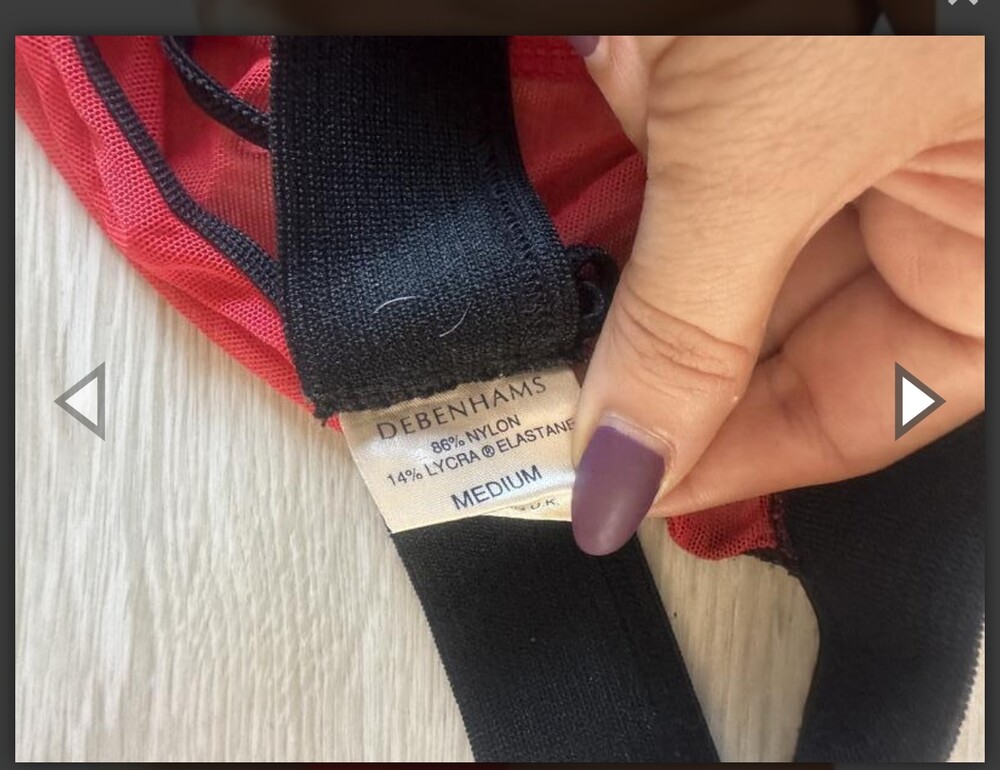 DEBENHAMS
86% NYLON
14% LYCRA ® ELASTANE
MEDIUM
U.K.